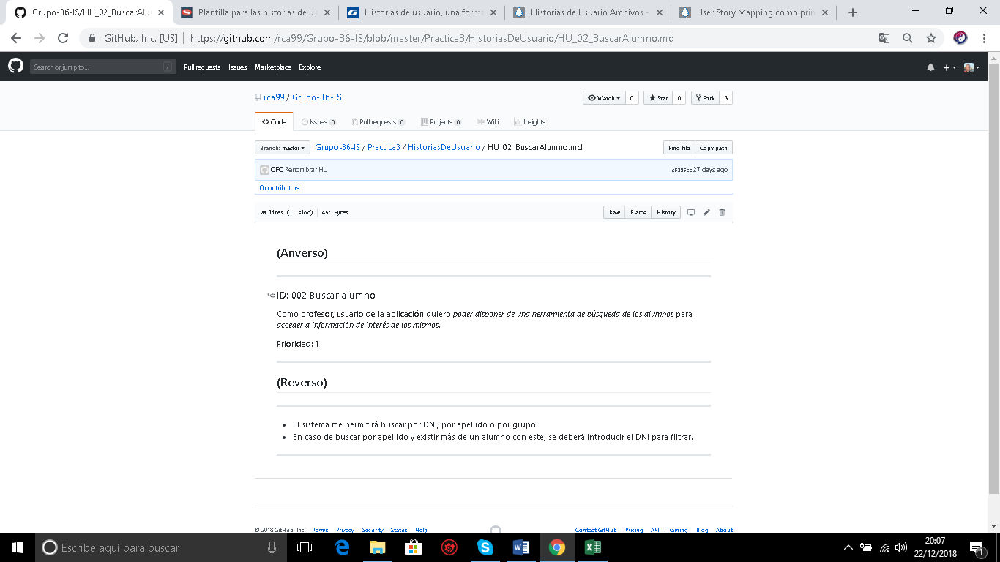 Grupo-36-IS/HU_02_BuscarAlu
Plantilla para las historias de us
Historias de usuario, una forma
Historias de Usuario Archivos -
User Story Mapping como prin
GitHub, Inc. [US] | https://github.com/rca99/Grupo-36-IS/blob/master/Practica3/HistoriasDeUsuario/HU_02_BuscarAlumno.md
Search or jump to... / Pull requests Issues Marketplace Explore
rca99 / Grupo-36-IS Watch 0 Star 0 Fork 3
Code Issues 0 Pull requests 0 Projects 0 Wiki Insights
Branch: master Grupo-36-IS / Practica3 / HistoriasDeUsuario / HU_02_BuscarAlumno.md Find file Copy path
CFC Renombrar HU c5325cc 27 days ago
0 contributors
20 lines (11 sloc) 457 Bytes Raw Blame History
(Anverso)
ID: 002 Buscar alumno
Como profesor, usuario de la aplicación quiero poder disponer de una herramienta de búsqueda de los alumnos para
acceder a información de interés de los mismos.
Prioridad: 1
(Reverso)
El sistema me permitirá buscar por DNI, por apellido o por grupo.
En caso de buscar por apellido y existir más de un alumno con este, se deberá introducir el DNI para filtrar.
© 2018 GitHub, Inc. Terms Privacy Security Status Help Contact GitHub Pricing API Training Blog About
Escribe aquí para buscar
20:07
22/12/2018
1